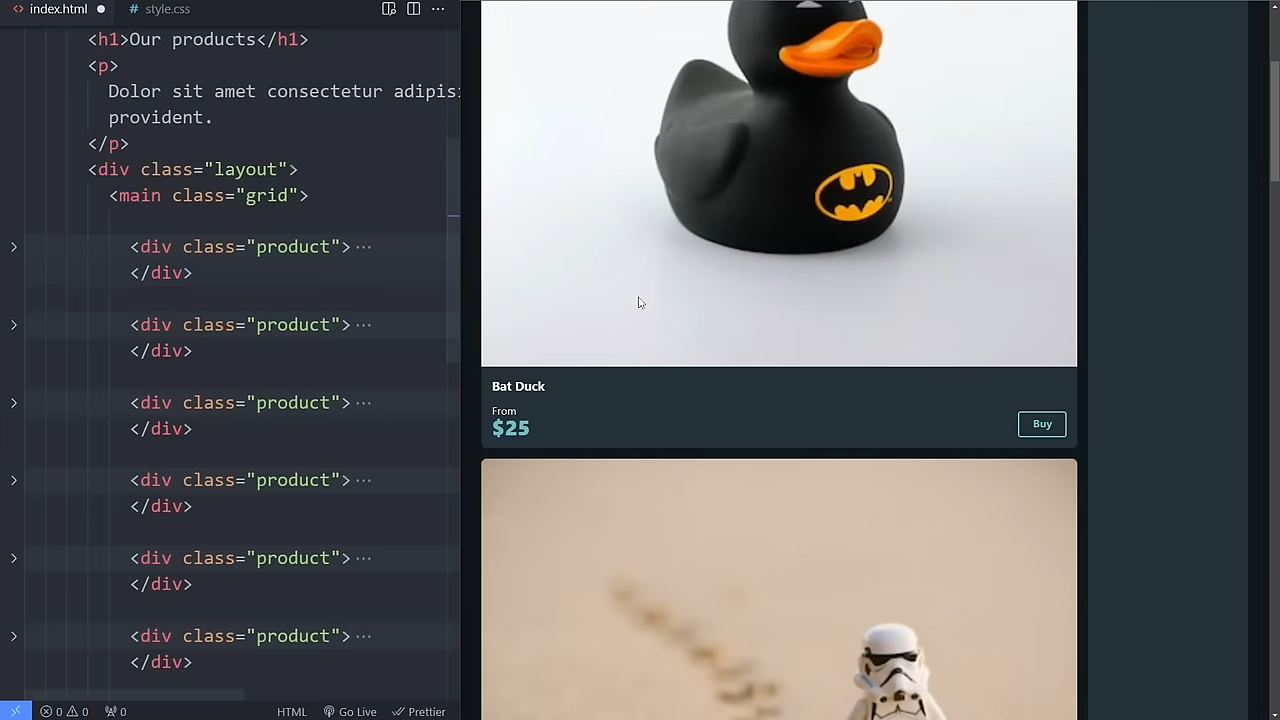 <> index.html
# style.css
<h1>Our products</h1>
<p>
Dolor sit amet consectetur
provident.
</p>
<div class="layout">
<main class="grid">
<div class="product">···
</div>
<div class="product">···
</div>
<div class="product">···
</div>
<div class="product">···
</div>
<div class="product">···
</div>
<div class="product">···
</div>
0 0 0 HTML Go Live Prettier
Bat Duck
From
$25
Buy